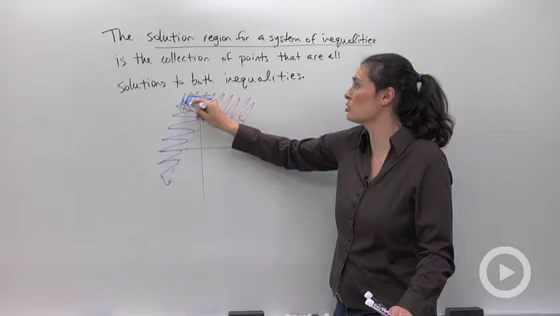 The solution region for a system of inequalities
is the collection of points that are all
solutions to both inequalities.